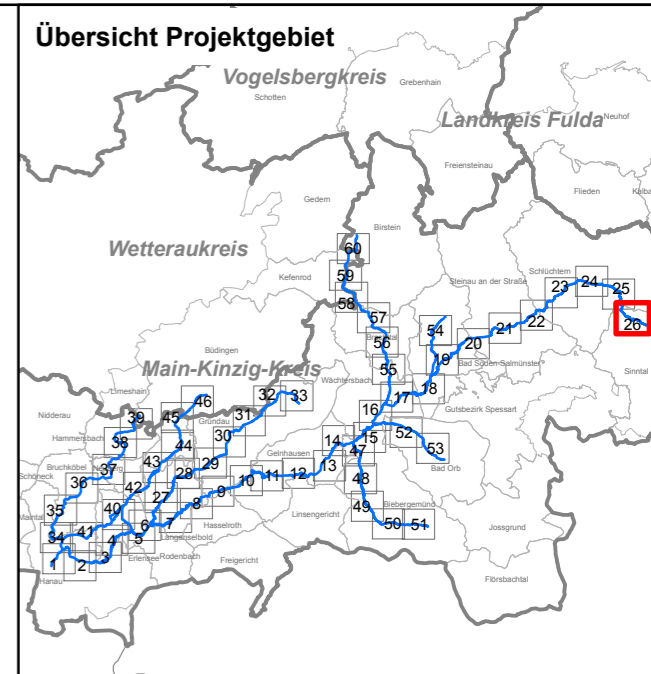 Übersicht Projektgebiet
Vogelsbergkreis
Grebenhain
Schotten
Landkreis Fulda
Neuhof
Freiensteinau
Flieden
Kalba
Gedern
Birstein
Wetteraukreis
60
Kefenrod
59
Steinau an der Straße
Schlüchtern
23
24
25
58
57
54
22
26
21
56
20
Sinntal
Main-Kinzig-Kreis
Büdingen
19
Bad Soden-Salmünster
55
Wächtersbach
18
Limeshain
46
32
33
17
Gutsbezirk Spessart
Nidderau
39
45
31
16
Hammersbach
38
Gründau
30
15
52
14
44
Gelnhausen
47
53
Bruchköbel
37
43
29
13
Bad Orb
Schöneck
36
28
10
11
12
48
42
9
Linsengericht
35
27
8
Hasselroth
49
Biebergemünd
Maintal
40
6
7
50
51
34
41
Langenselbold
Jossgrund
4
5
Erlensee
Rodenbach
Freigericht
1
2
3
Hanau
Flörsbachtal